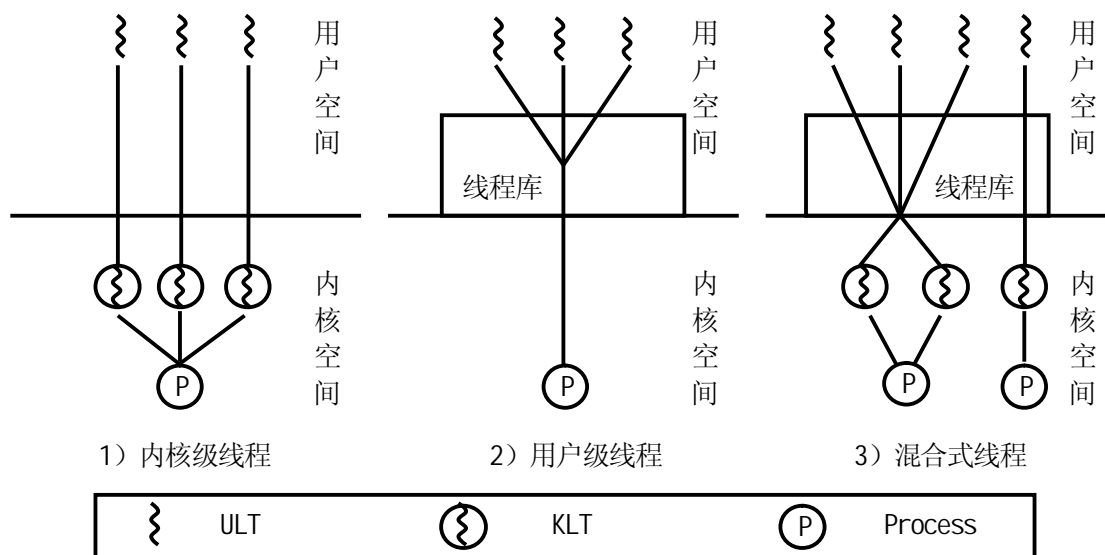 用户空间
内核空间
1）内核级线程
用户空间
线程库
内核空间
P
2）用户级线程
用户空间
线程库
内核空间
P
P
3）混合式线程
P
ULT
KLT
P
Process